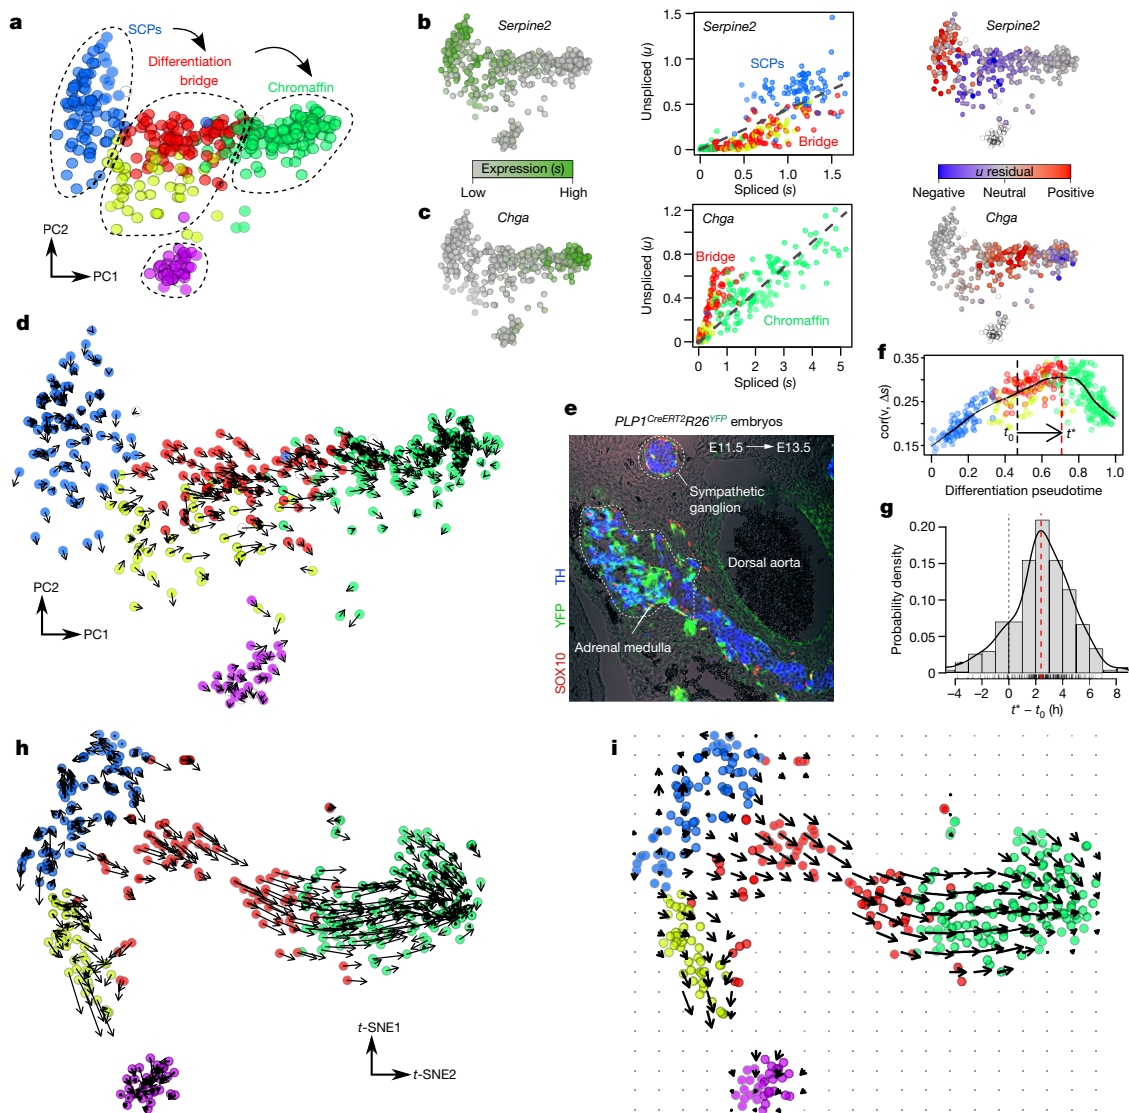 a
SCPs
Differentiation
bridge
Chromaffin
PC2
PC1
b
Serpine2
Expression (s)
Low
High
Serpine2
SCPs
Bridge
Unspliced (u)
1.5
1.0
0.5
0
0
0.5
1.0
1.5
Spliced (s)
Serpine2
u residual
Negative
Neutral
Positive
c
Chga
Chga
Bridge
Chromaffin
Unspliced (u)
1.2
0.8
0.4
0
0
1
2
3
4
5
Spliced (s)
Chga
d
PC2
PC1
e
PLP1CreERT2R26YFP embryos
E11.5
E13.5
Sympathetic
ganglion
Dorsal aorta
Adrenal medulla
SOX10 YFP TH
f
cor(v, Δs)
0.35
0.25
0.15
t0
t*
0
0.2
0.4
0.6
0.8
1.0
Differentiation pseudotime
g
Probability density
0.20
0.15
0.10
0.05
0
−4
−2
0
2
4
6
8
t* − t0 (h)
h
t-SNE1
t-SNE2
i